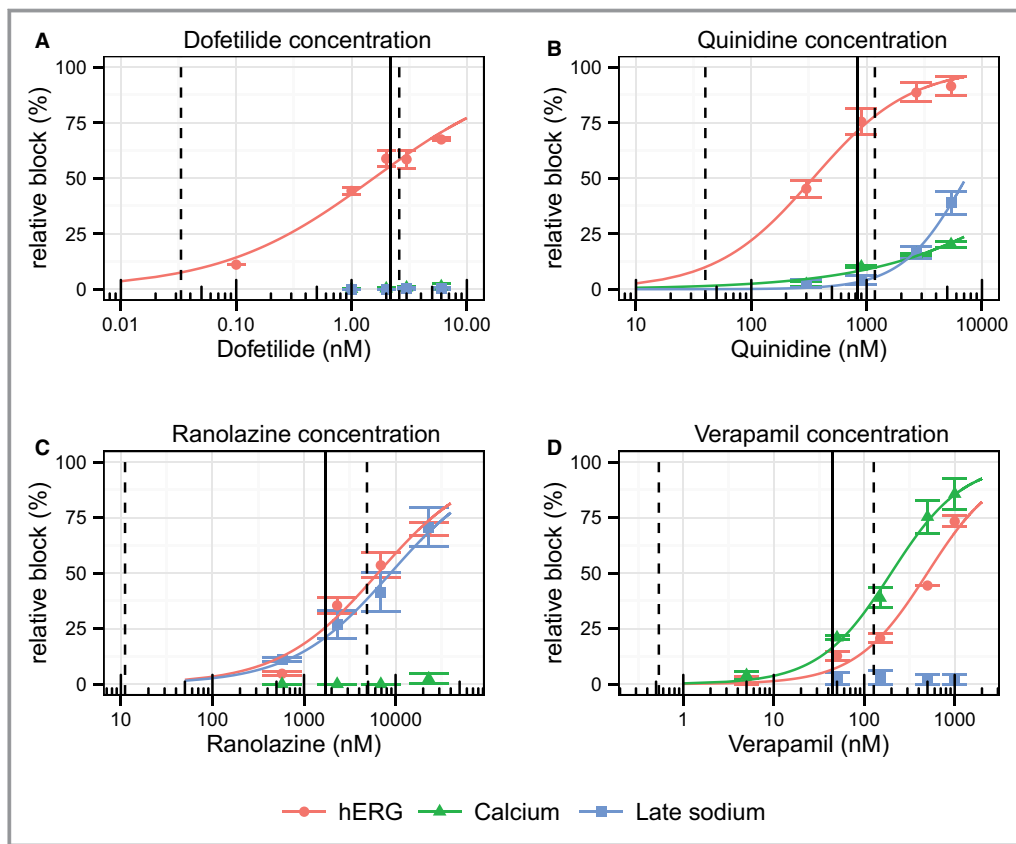 A
Dofetilide concentration
relative block (%)
100
75
50
25
0
0.01 0.10 1.00 10.00
Dofetilide (nM)
B
Quinidine concentration
relative block (%)
100
75
50
25
0
10 100 1000 10000
Quinidine (nM)
C
Ranolazine concentration
relative block (%)
100
75
50
25
0
10 100 1000 10000
Ranolazine (nM)
D
Verapamil concentration
relative block (%)
100
75
50
25
0
1 10 100 1000
Verapamil (nM)
hERG Calcium Late sodium